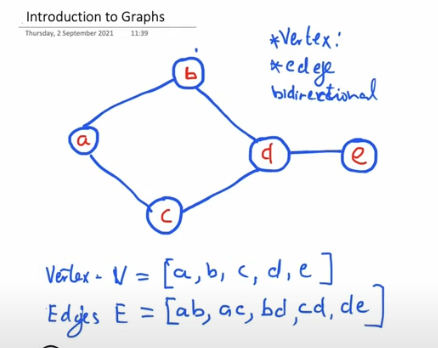 Introduction to Graphs
Thursday, 2 September 2021 11:39
*Vertex:
*edge
bidirectional
b
a
d
e
c
Vertex - V = [a, b, c, d, e]
Edges E = [ab, ac, bd, cd, de]